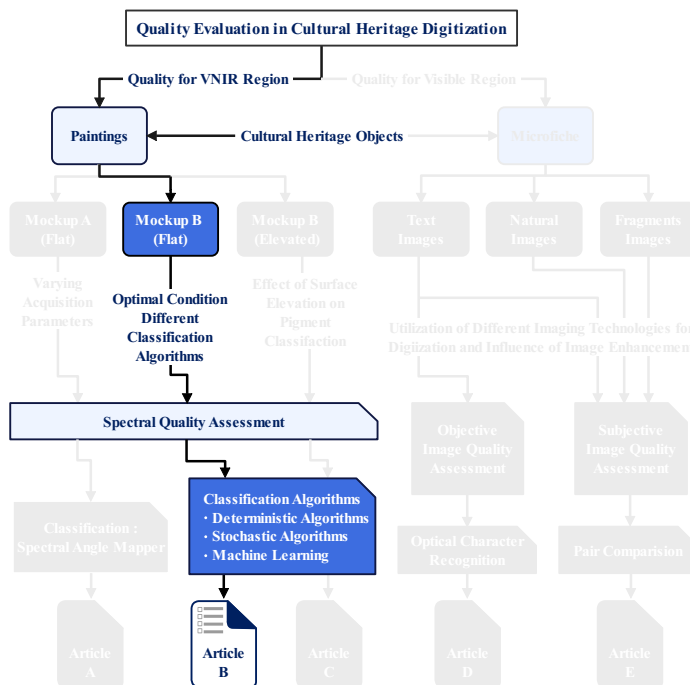 Quality Evaluation in Cultural Heritage Digitization
Quality for VNIR Region
Quality for Visible Region
Paintings
Cultural Heritage Objects
Microfiche
Mockup A
(Flat)
Mockup B
(Flat)
Mockup B
(Elevated)
Text
Images
Natural
Images
Fragments
Images
Varying
Acquisition
Parameters
Optimal Condition
Different
Classification
Algorithms
Effect of Surface
Elevation on
Pigment
Classifaction
Utilization of Different Imaging Technologies for
Digiization and Influence of Image Enhancement
Spectral Quality Assessment
Objective
Image Quality
Assessment
Subjective
Image Quality
Assessment
Classification :
Spectral Angle Mapper
Classification Algorithms
· Deterministic Algorithms
· Stochastic Algorithms
· Machine Learning
Optical Character
Recognition
Pair Comparision
Article
A
Article
B
Article
C
Article
D
Article
E